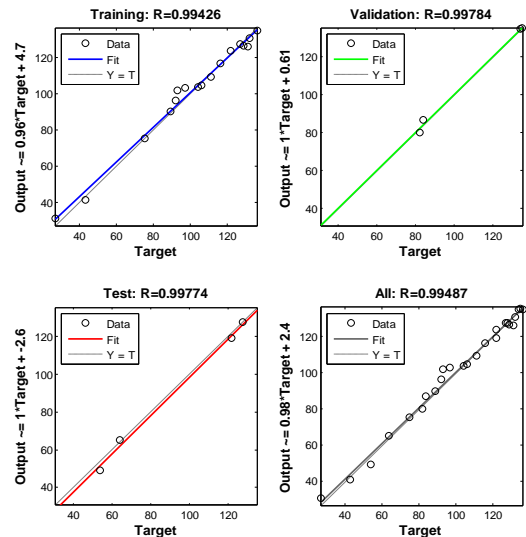 Training: R=0.99426
Output ~= 0.96*Target + 4.7
120
100
80
60
40
Data
Fit
Y = T
40 60 80 100 120
Target
Validation: R=0.99784
Output ~= 1*Target + 0.61
120
100
80
60
40
Data
Fit
Y = T
40 60 80 100 120
Target
Test: R=0.99774
Output ~= 1*Target + -2.6
120
100
80
60
40
Data
Fit
Y = T
40 60 80 100 120
Target
All: R=0.99487
Output ~= 0.98*Target + 2.4
120
100
80
60
40
Data
Fit
Y = T
40 60 80 100 120
Target